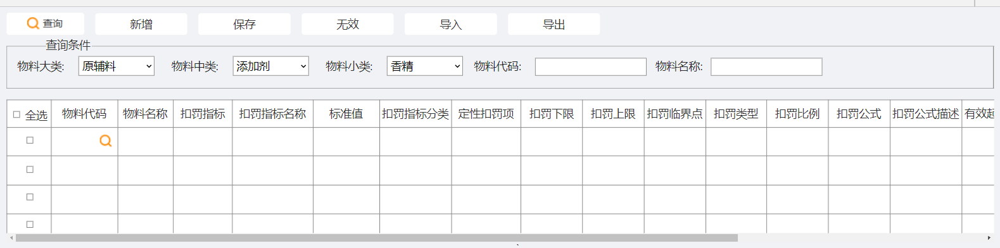 查询 新增 保存 无效 导入 导出
查询条件
物料大类: 原辅料 物料中类: 添加剂 物料小类: 香精 物料代码: 物料名称:
全选 物料代码 物料名称 扣罚指标 扣罚指标名称 标准值 扣罚指标分类 定性扣罚项 扣罚下限 扣罚上限 扣罚临界点 扣罚类型 扣罚比例 扣罚公式 扣罚公式描述 有效起